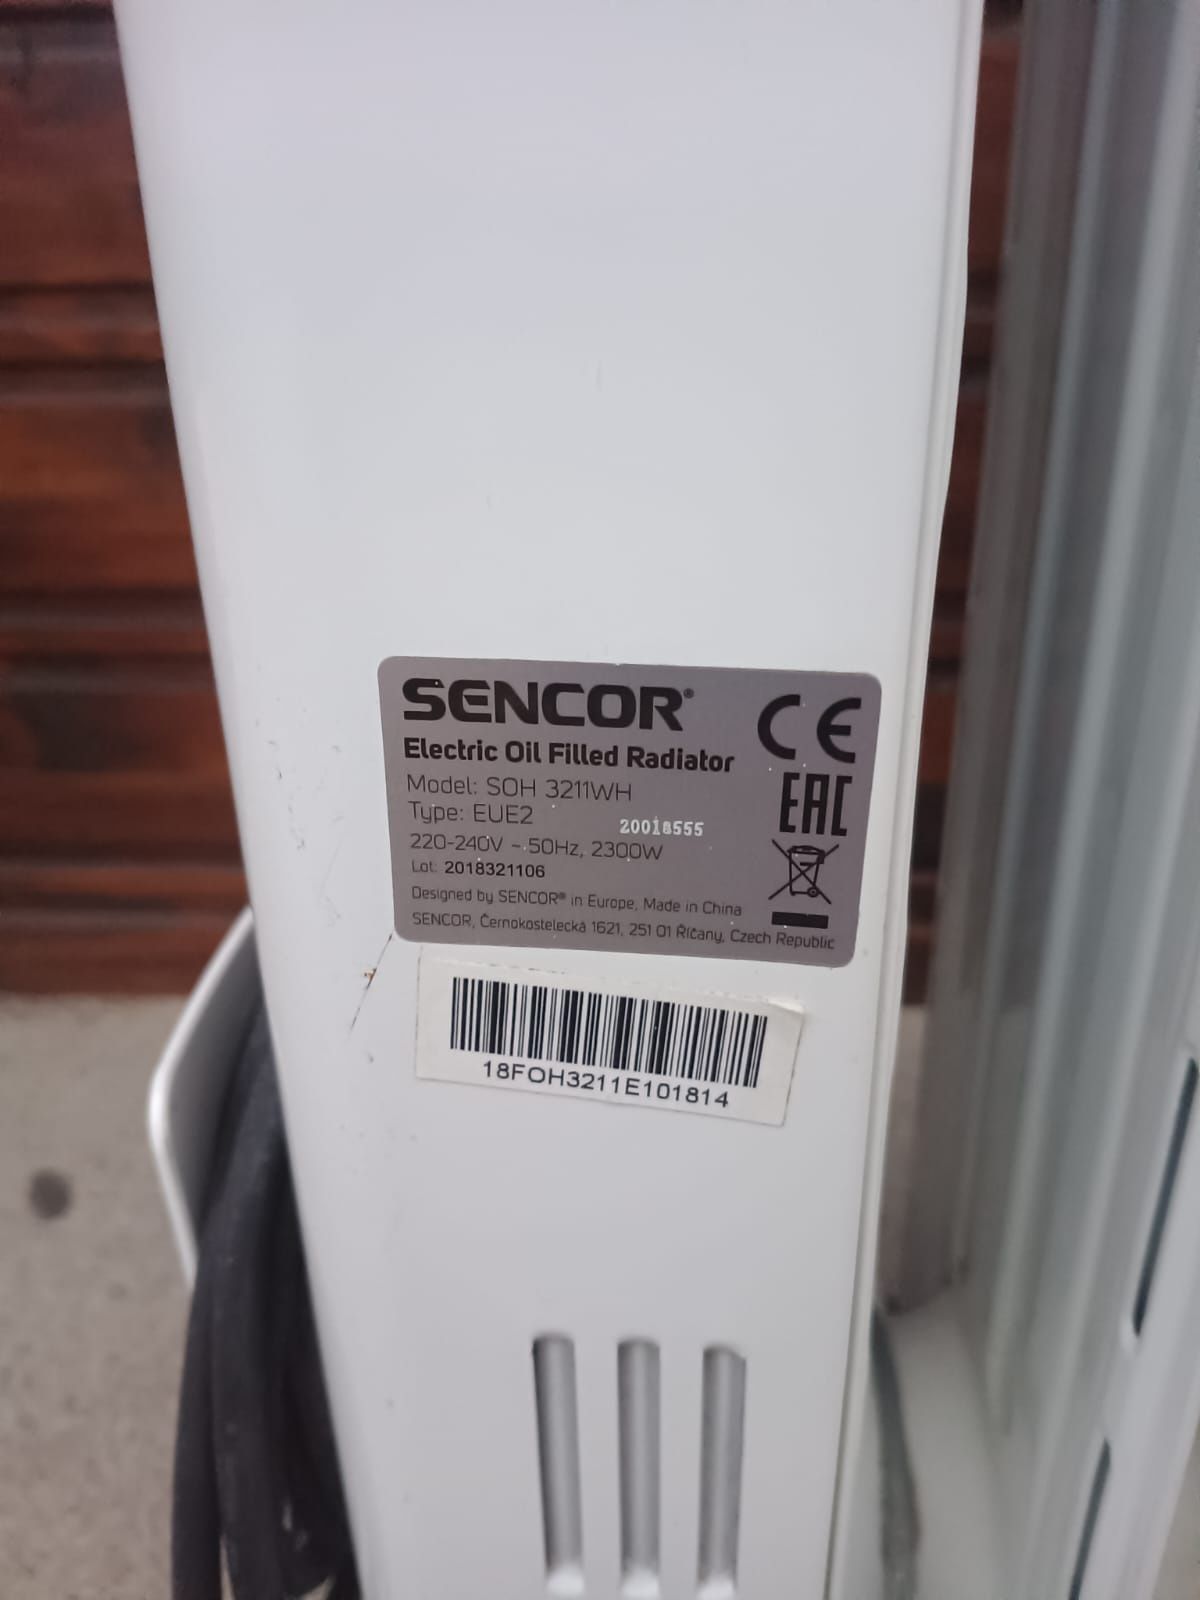 SENCOR®
CE
Electric Oil Filled Radiator
Model: SOH 3211WH
EAC
Type: EUE2
20018555
220-240V ~ 50Hz, 2300W
Lot: 2018321106
Designed by SENCOR® in Europe, Made in China
SENCOR, Černokostelecká 1621, 251 01 Říčany, Czech Republic
18FOH3211E101814